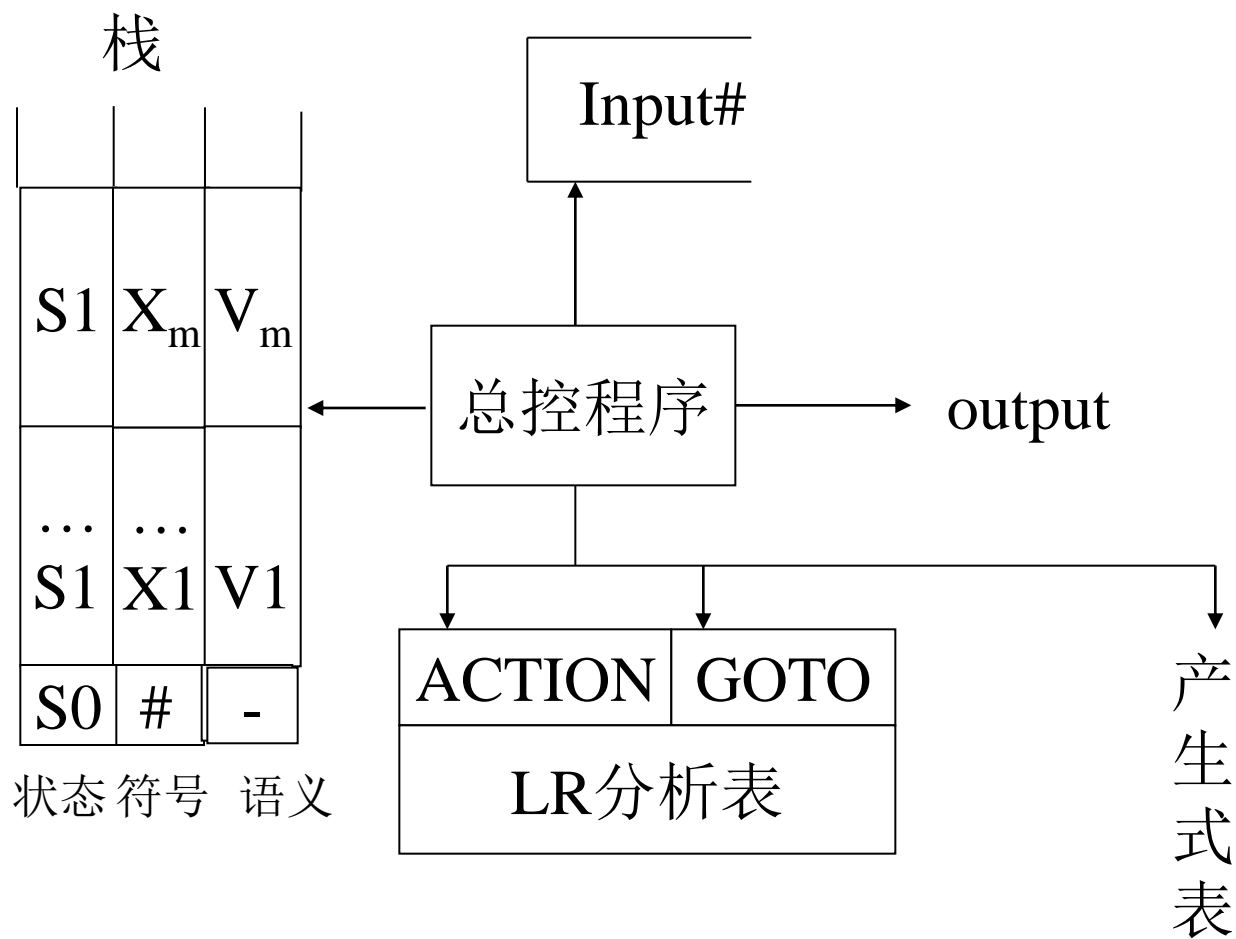 栈
Input#
S1 Xm Vm
总控程序
output
… …
S1 X1 V1
S0 # -
状态 符号 语义
ACTION GOTO
LR分析表
产生式表